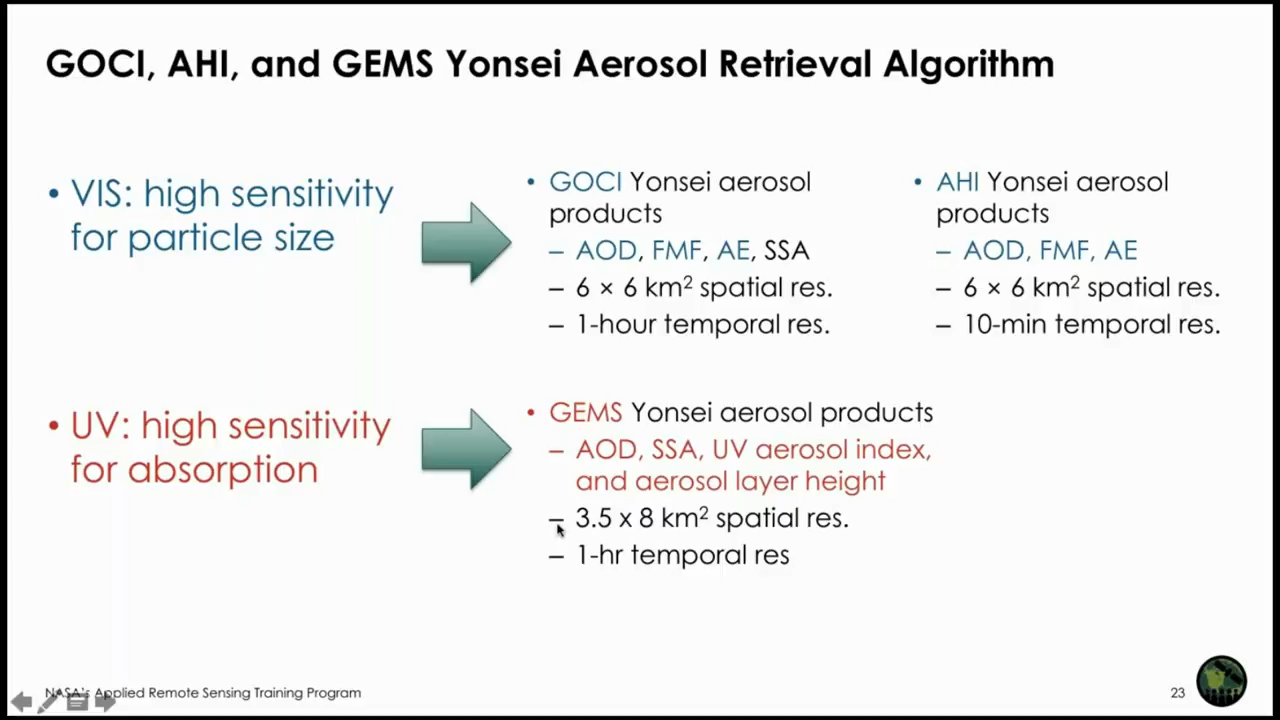 GOCI, AHI, and GEMS Yonsei Aerosol Retrieval Algorithm
• VIS: high sensitivity
for particle size
• GOCI Yonsei aerosol
products
– AOD, FMF, AE, SSA
– 6 × 6 km² spatial res.
– 1-hour temporal res.
• AHI Yonsei aerosol
products
– AOD, FMF, AE
– 6 × 6 km² spatial res.
– 10-min temporal res.
• UV: high sensitivity
for absorption
• GEMS Yonsei aerosol products
– AOD, SSA, UV aerosol index,
and aerosol layer height
– 3.5 x 8 km² spatial res.
– 1-hr temporal res
NASA's Applied Remote Sensing Training Program
23